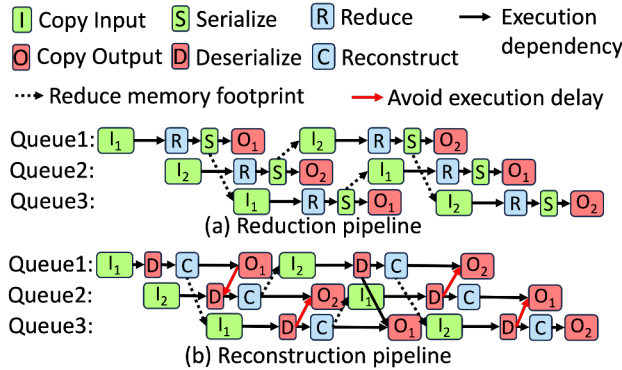 I Copy Input S Serialize R Reduce Execution dependency
O Copy Output D Deserialize C Reconstruct
Reduce memory footprint Avoid execution delay
Queue1: I1 R S O1 I2 R S O2
Queue2: I2 R S O2 I1 R S O1
Queue3: I1 R S O1 I2 R S O2
(a) Reduction pipeline
Queue1: I1 D C O1 I2 D C O2
Queue2: I2 D C O2 I1 D C O1
Queue3: I1 D C O1 I2 D C O2
(b) Reconstruction pipeline